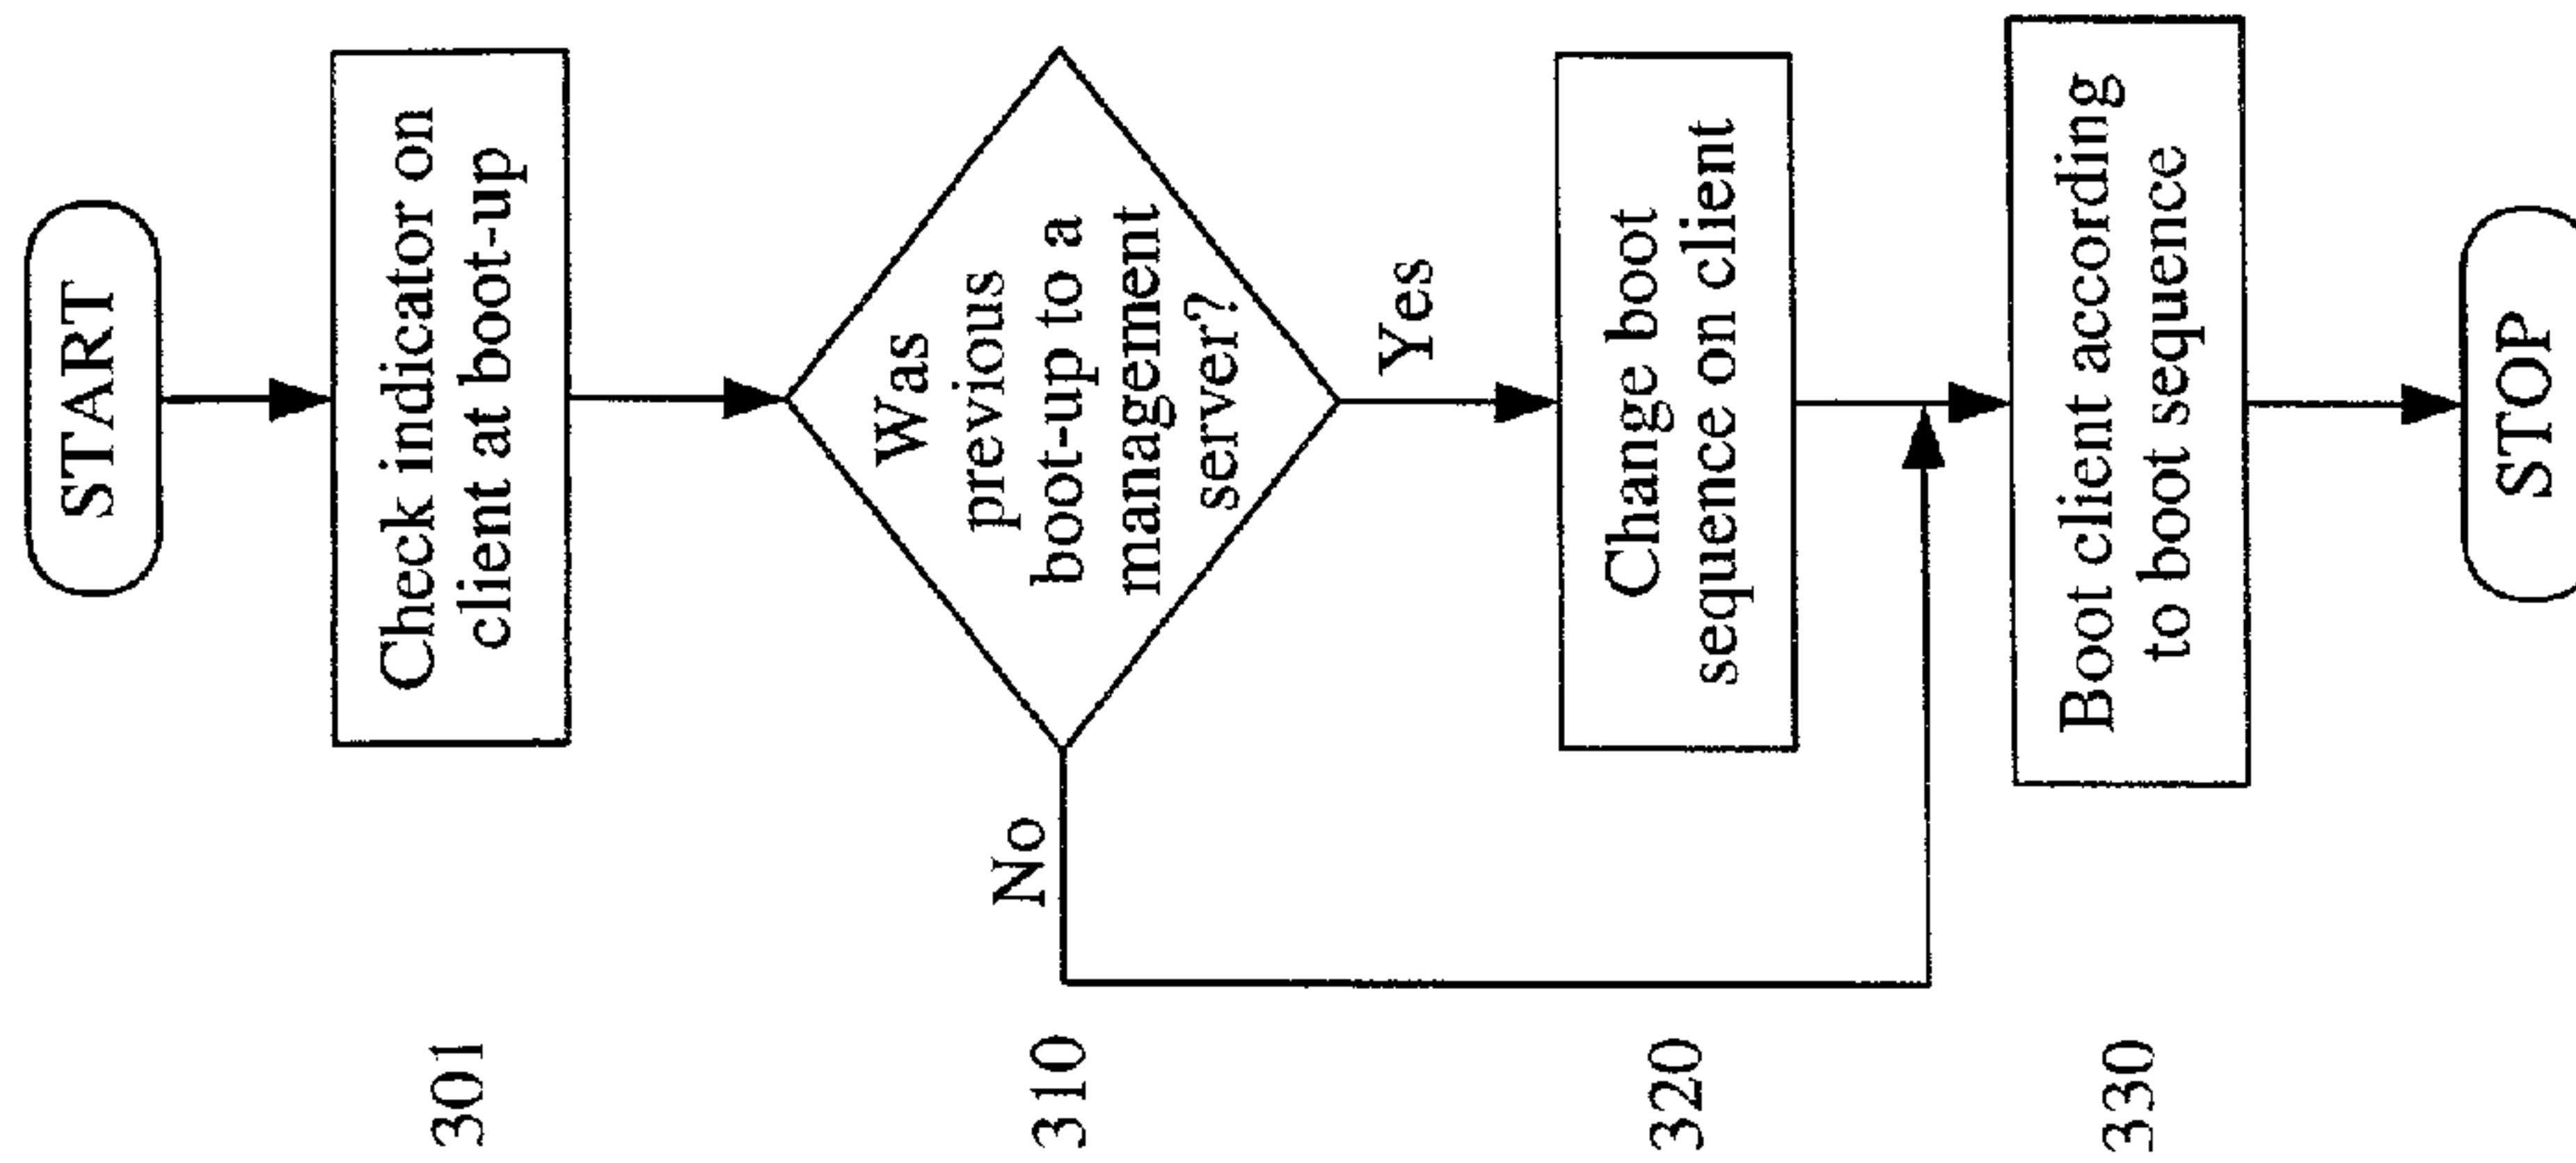 START
301
Check indicator on
client at boot-up
310
Was
previous
boot-up to a
management
server?
No
Yes
320
Change boot
sequence on client
330
Boot client according
to boot sequence
STOP